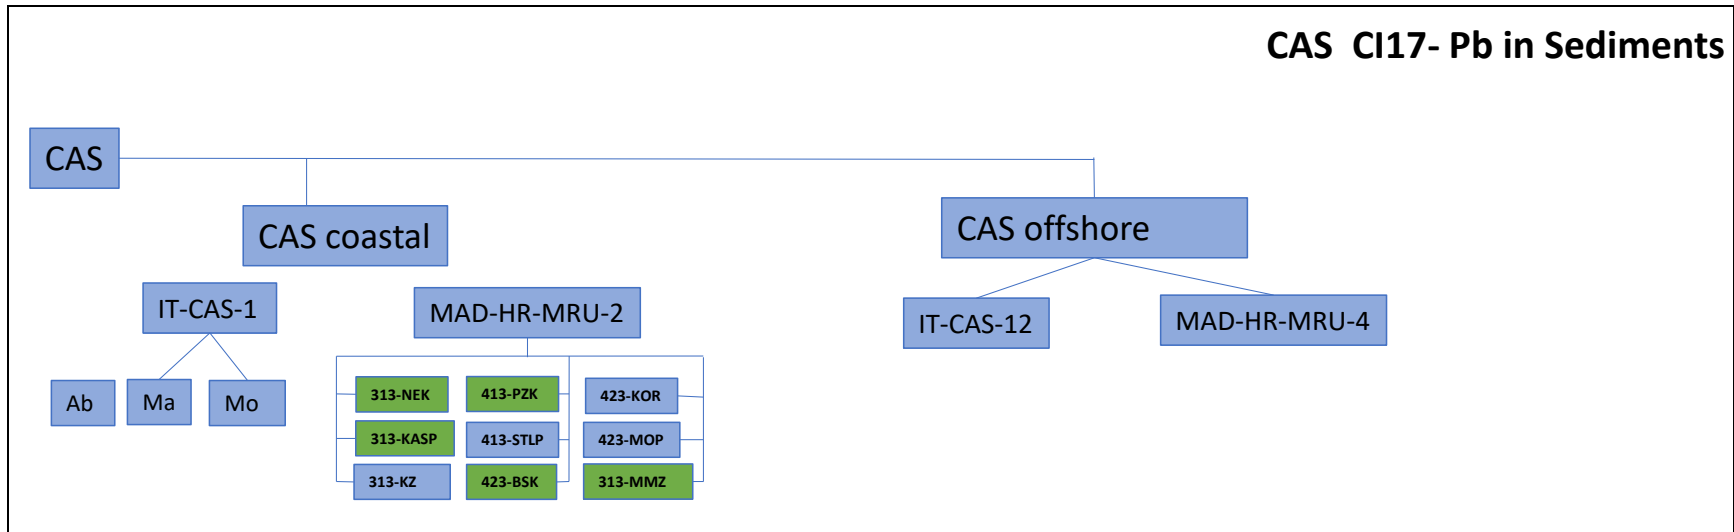 CAS CI17- Pb in Sediments
CAS
CAS coastal
CAS offshore
IT-CAS-1
MAD-HR-MRU-2
IT-CAS-12
MAD-HR-MRU-4
Ab
Ma
Mo
313-NEK
413-PZK
423-KOR
313-KASP
413-STLP
423-MOP
313-KZ
423-BSK
313-MMZ